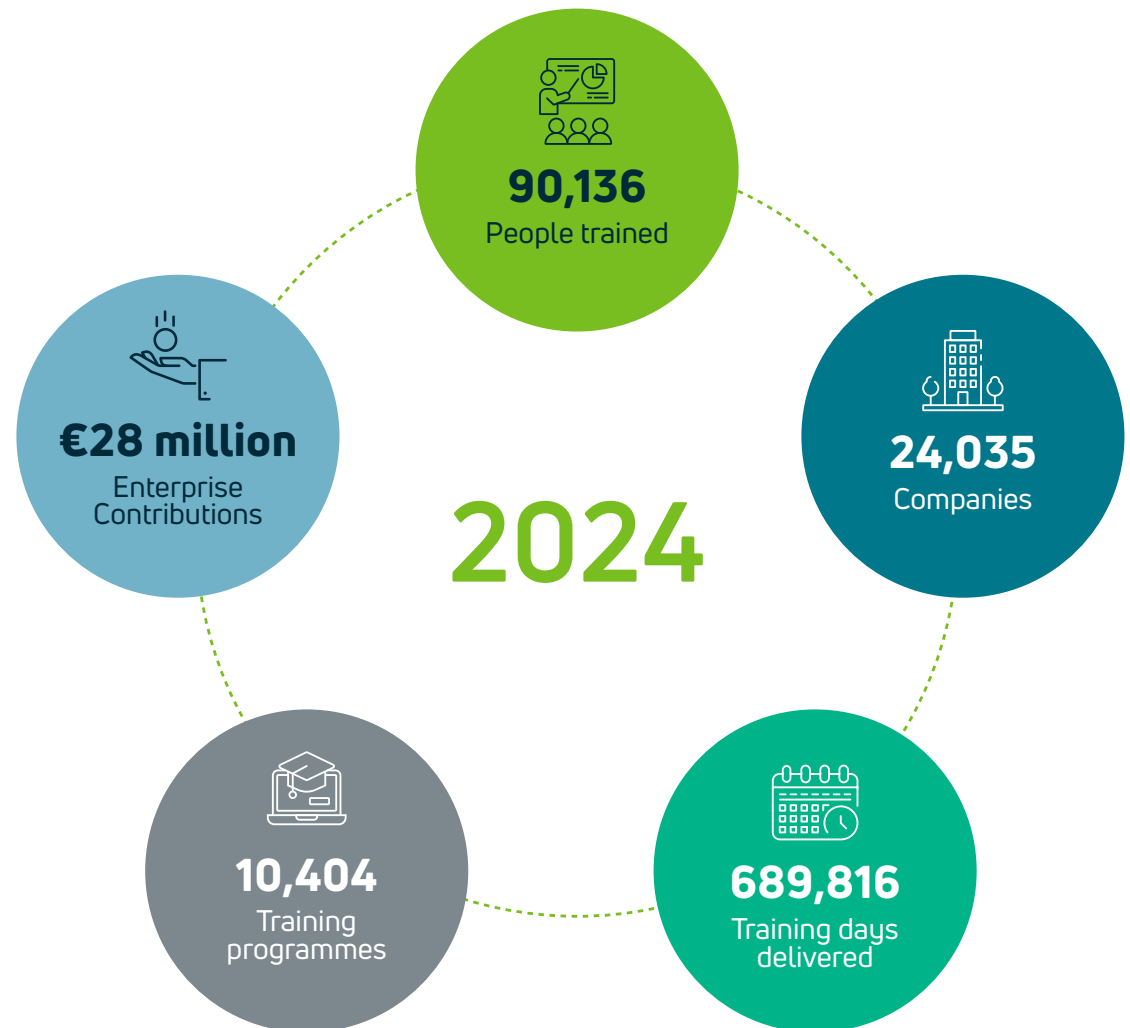 90,136
People trained
€28 million
Enterprise
Contributions
24,035
Companies
2024
10,404
Training
programmes
689,816
Training days
delivered